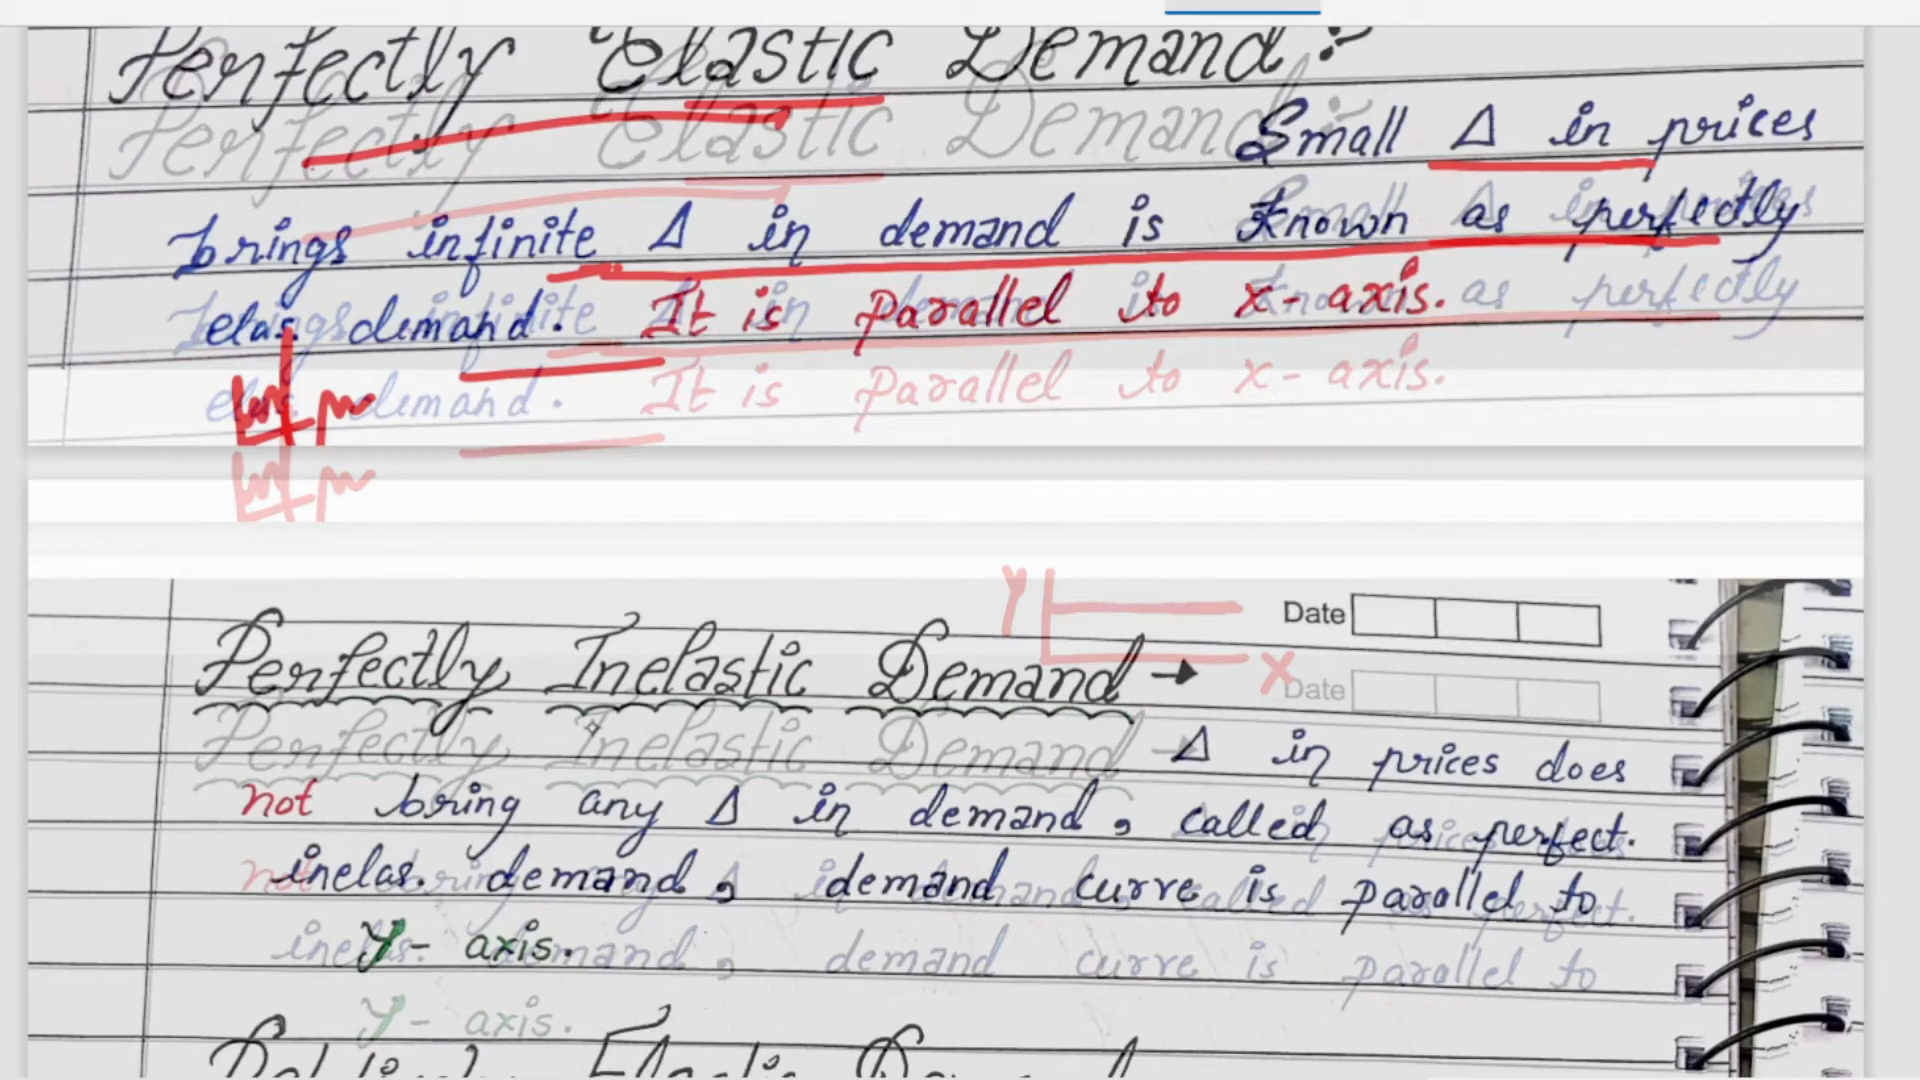 Perfectly Elastic Demand :-
Small Δ in prices
brings infinite Δ in demand is known as perfectly
elas. demand. It is parallel to x-axis.
Y
X
Date
Perfectly Inelastic Demand →
Δ in prices does
not bring any Δ in demand, called as perfect.
inelas. demand, demand curve is parallel to
Y-axis.